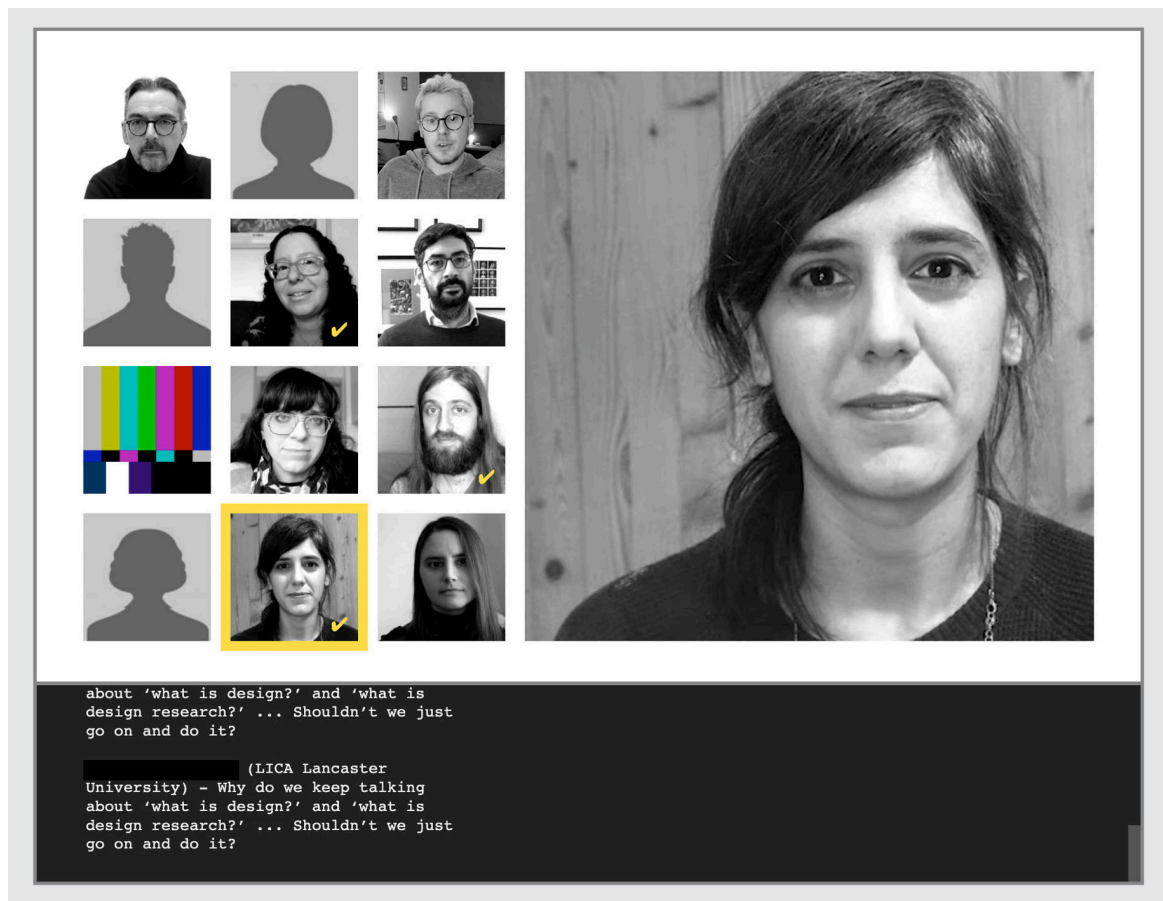 about ‘what is design?’ and ‘what is
design research?’ ... Shouldn’t we just
go on and do it?
(LICA Lancaster
University) – Why do we keep talking
about ‘what is design?’ and ‘what is
design research?’ ... Shouldn’t we just
go on and do it?